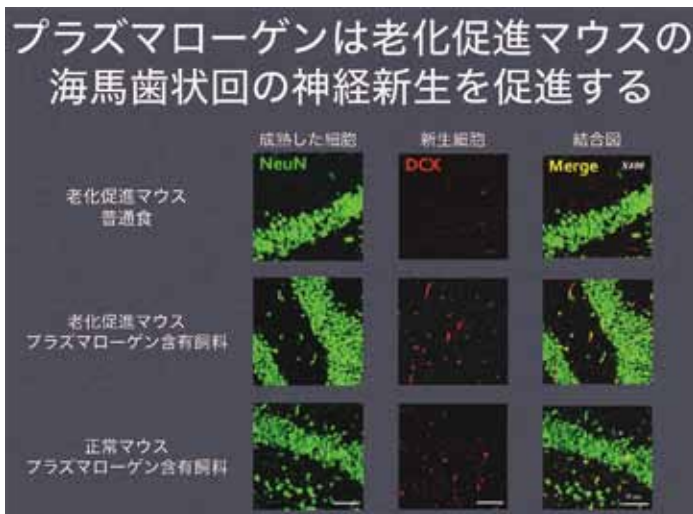 プラズマローゲンは老化促進マウスの
海馬歯状回の神経新生を促進する
成熟した細胞
新生細胞
結合図
NeuN
DCX
Merge
老化促進マウス
普通食
老化促進マウス
プラズマローゲン含有飼料
正常マウス
プラズマローゲン含有飼料